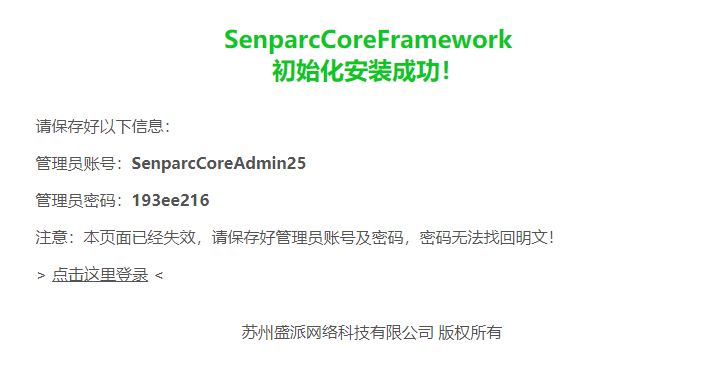 SenparcCoreFramework
初始化安装成功！
请保存好以下信息：
管理员账号：SenparcCoreAdmin25
管理员密码：193ee216
注意：本页面已经失效，请保存好管理员账号及密码，密码无法找回明文！
> 点击这里登录 <
苏州盛派网络科技有限公司 版权所有